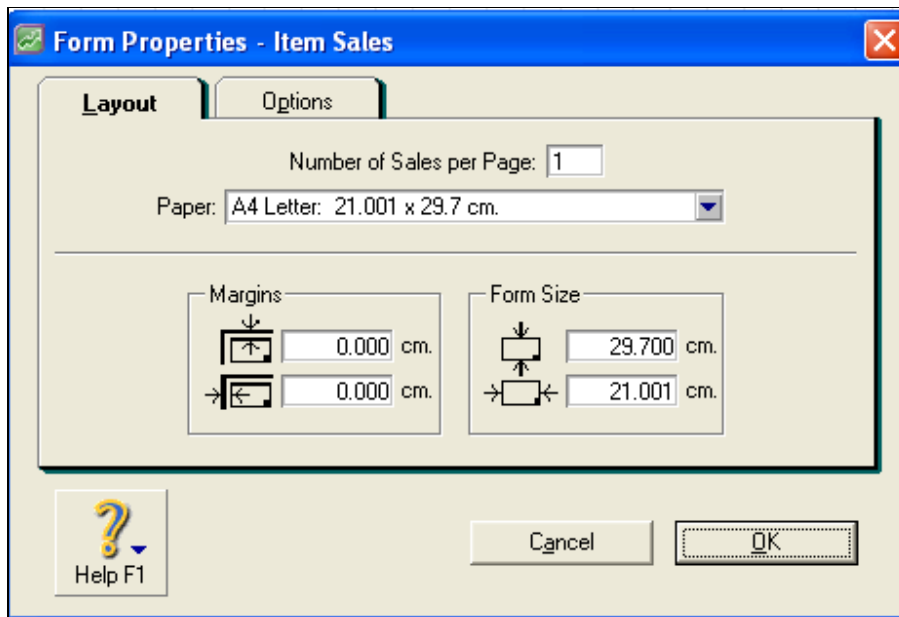 Form Properties - Item Sales
Layout
Options
Number of Sales per Page: 1
Paper: A4 Letter: 21.001 x 29.7 cm.
Margins
0.000 cm.
0.000 cm.
Form Size
29.700 cm.
21.001 cm.
Help F1
Cancel
OK